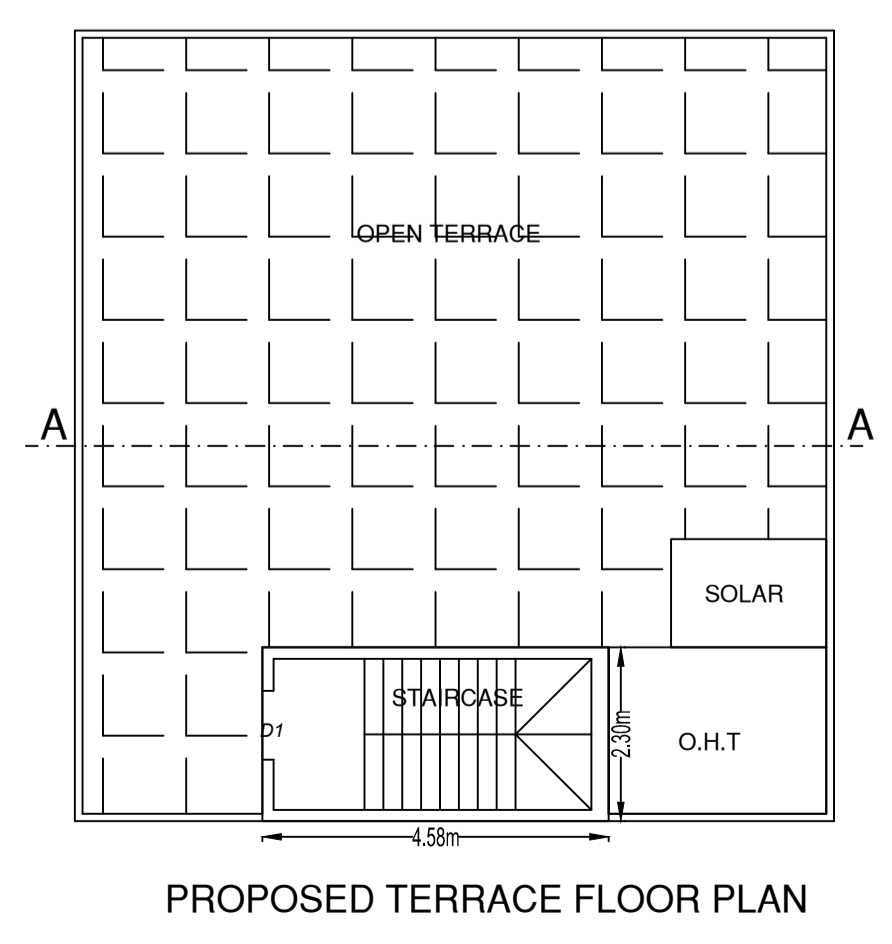 OPEN TERRACE
A A
SOLAR
STAIRCASE
D1
2.30m
O.H.T
4.58m
PROPOSED TERRACE FLOOR PLAN